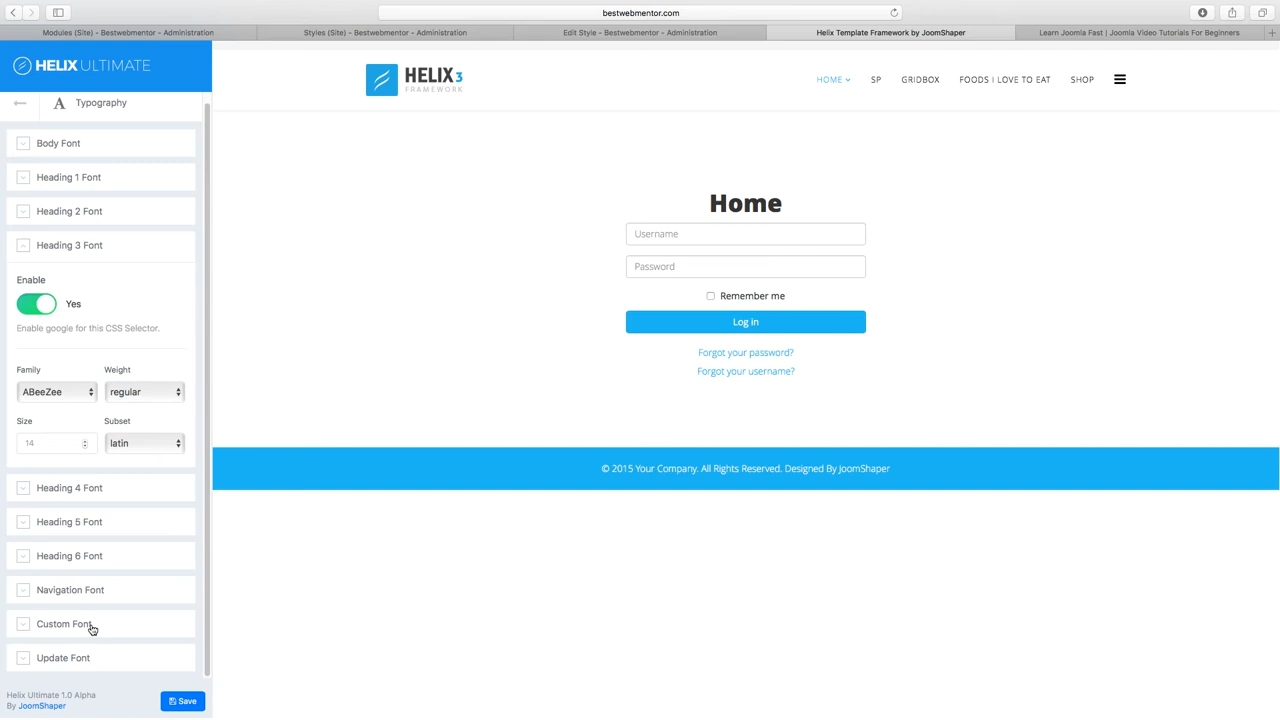 bestwebmentor.com
Modules (Site) - Bestwebmentor - Administration
Styles (Site) - Bestwebmentor - Administration
Edit Style - Bestwebmentor - Administration
Helix Template Framework by JoomShaper
Learn Joomla Fast | Joomla Video Tutorials For Beginners
HELIX ULTIMATE
Typography
Body Font
Heading 1 Font
Heading 2 Font
Heading 3 Font
Enable
Yes
Enable google for this CSS Selector.
Family Weight
ABeeZee regular
Size Subset
14 latin
Heading 4 Font
Heading 5 Font
Heading 6 Font
Navigation Font
Custom Font
Update Font
Helix Ultimate 1.0 Alpha
By JoomShaper
Save
HELIX 3
FRAMEWORK
HOME SP GRIDBOX FOODS I LOVE TO EAT SHOP
Home
Username
Password
Remember me
Log in
Forgot your password?
Forgot your username?
© 2015 Your Company. All Rights Reserved. Designed By JoomShaper